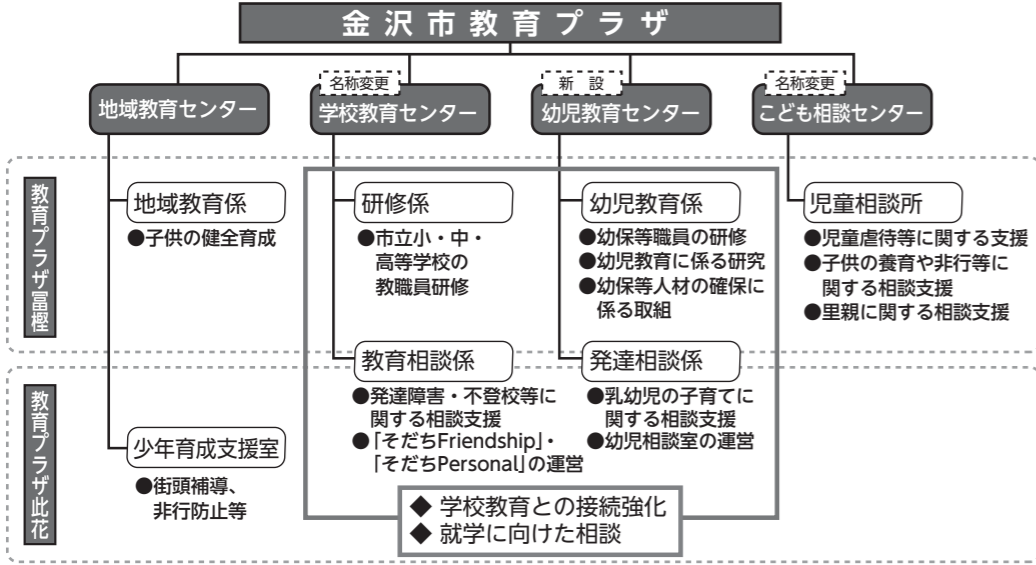 金沢市教育プラザ
地域教育センター
名称変更
学校教育センター
新設
幼児教育センター
名称変更
こども相談センター
教育プラザ冨樫
地域教育係
●子供の健全育成
研修係
●市立小・中・
高等学校の
教職員研修
幼児教育係
●幼保等職員の研修
●幼児教育に係る研究
●幼保等人材の確保に
係る取組
児童相談所
●児童虐待等に関する支援
●子供の養育や非行等に
関する相談支援
●里親に関する相談支援
教育プラザ此花
少年育成支援室
●街頭補導、
非行防止等
教育相談係
●発達障害・不登校等に
関する相談支援
●「そだちFriendship」・
「そだちPersonal」の運営
発達相談係
●乳幼児の子育てに
関する相談支援
●幼児相談室の運営
◆ 学校教育との接続強化
◆ 就学に向けた相談